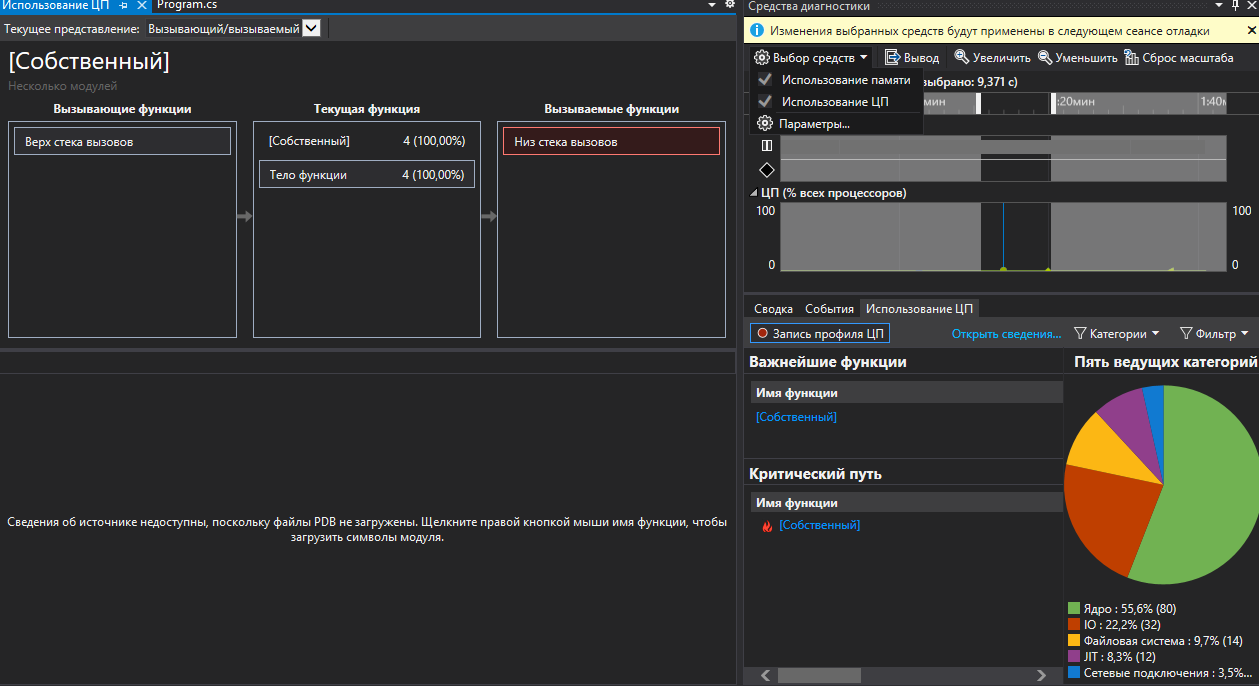 Использование ЦП
Program.cs
Текущее представление: Вызывающий/вызываемый
[Собственный]
Несколько модулей
Вызывающие функции
Текущая функция
Вызываемые функции
Верх стека вызовов
[Собственный] 4 (100,00%)
Тело функции 4 (100,00%)
Низ стека вызовов
Сведения об источнике недоступны, поскольку файлы PDB не загружены. Щелкните правой кнопкой мыши имя функции, чтобы
загрузить символы модуля.
Средства диагностики
Изменения выбранных средств будут применены в следующем сеансе отладки
Выбор средств Вывод Увеличить Уменьшить Сброс масштаба
Использование памяти
выбрано: 9,371 с)
Использование ЦП
мин :20мин 1:40м
Параметры...
ЦП (% всех процессоров)
100 100
0 0
Сводка События Использование ЦП
Запись профиля ЦП Открыть сведения... Категории Фильтр
Важнейшие функции
Имя функции
[Собственный]
Критический путь
Имя функции
[Собственный]
Пять ведущих категорий
Ядро : 55,6% (80)
IO : 22,2% (32)
Файловая система : 9,7% (14)
JIT : 8,3% (12)
Сетевые подключения : 3,5%...